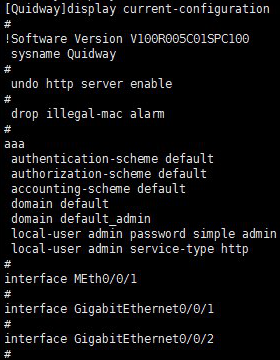 [Quidway]display current-configuration
#
!Software Version V100R005C01SPC100
 sysname Quidway
#
 undo http server enable
#
 drop illegal-mac alarm
#
aaa
 authentication-scheme default
 authorization-scheme default
 accounting-scheme default
 domain default
 domain default_admin
 local-user admin password simple admin
 local-user admin service-type http
#
interface MEth0/0/1
#
interface GigabitEthernet0/0/1
#
interface GigabitEthernet0/0/2
#